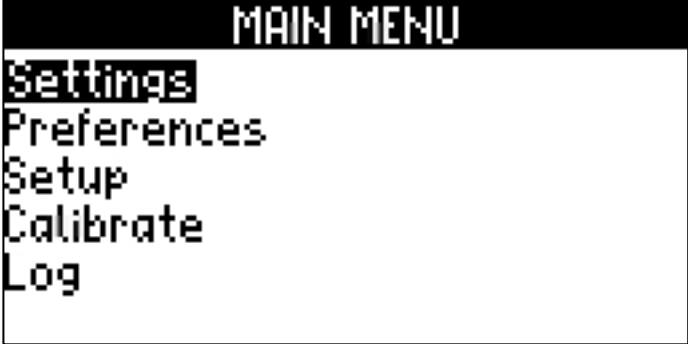 MAIN MENU
Settings
Preferences
Setup
Calibrate
Log